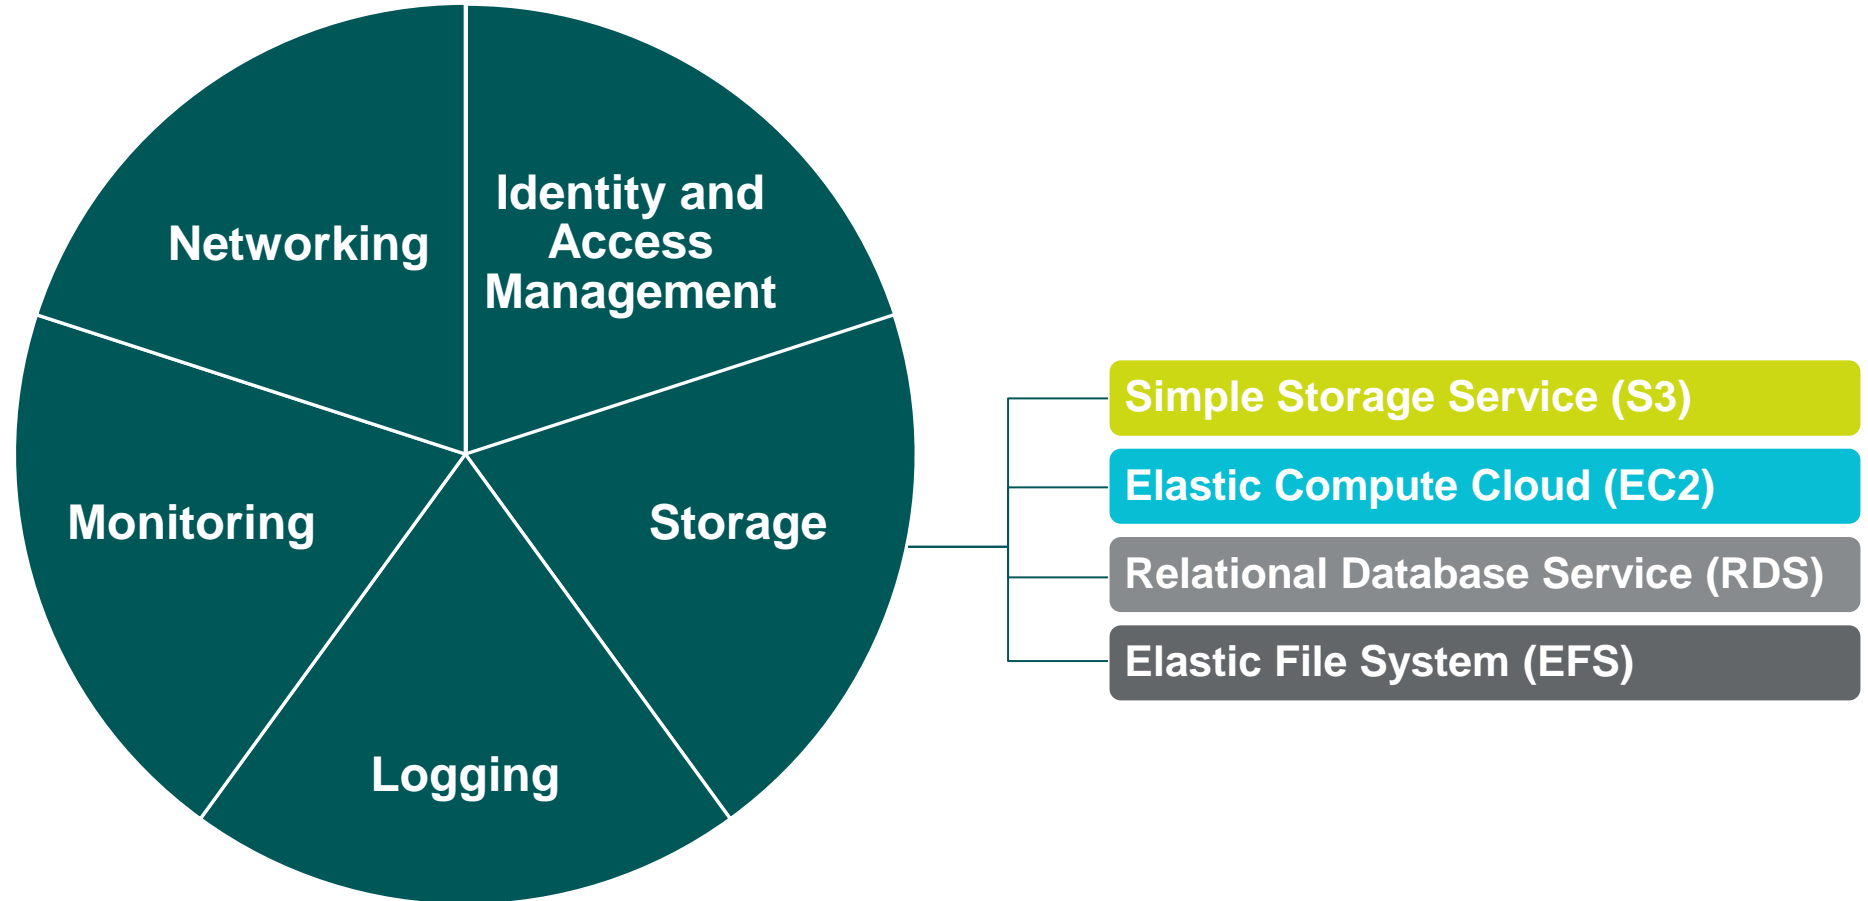 Networking
Identity and
Access
Management
Monitoring
Storage
Logging
Simple Storage Service (S3)
Elastic Compute Cloud (EC2)
Relational Database Service (RDS)
Elastic File System (EFS)